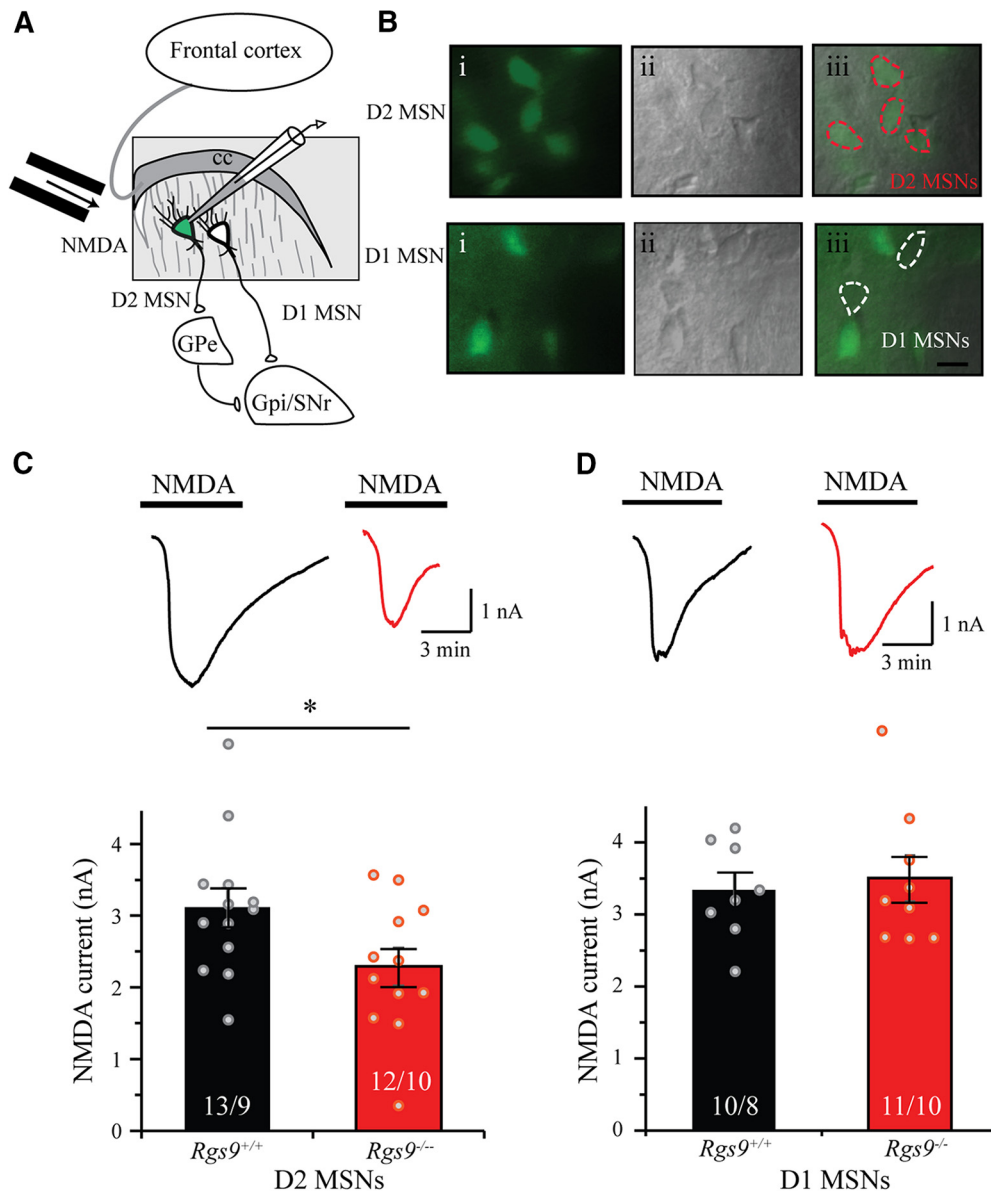 A
Frontal cortex
cc
NMDA
D2 MSN
D1 MSN
GPe
Gpi/SNr
B
D2 MSN
i
ii
iii
D2 MSNs
D1 MSN
i
ii
iii
D1 MSNs
C
NMDA
NMDA
1 nA
3 min
*
NMDA current (nA)
4
3
2
1
0
13/9
12/10
Rgs9+/+
Rgs9-/--
D2 MSNs
D
NMDA
NMDA
1 nA
3 min
NMDA current (nA)
4
3
2
1
0
10/8
11/10
Rgs9+/+
Rgs9-/-
D1 MSNs